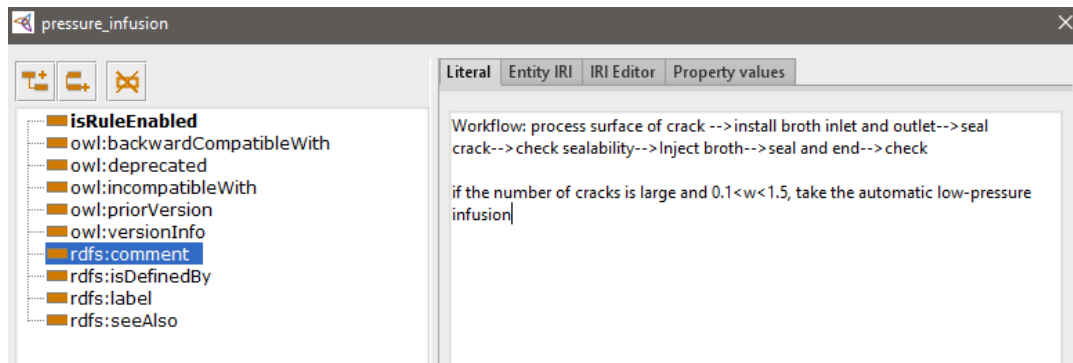 pressure_infusion
Literal Entity IRI IRI Editor Property values
isRuleEnabled
owl:backwardCompatibleWith
owl:deprecated
owl:incompatibleWith
owl:priorVersion
owl:versionInfo
rdfs:comment
rdfs:isDefinedBy
rdfs:label
rdfs:seeAlso
Workflow: process surface of crack -->install broth inlet and outlet-->seal
crack-->check sealability-->Inject broth-->seal and end-->check
if the number of cracks is large and 0.1<w<1.5, take the automatic low-pressure
infusion